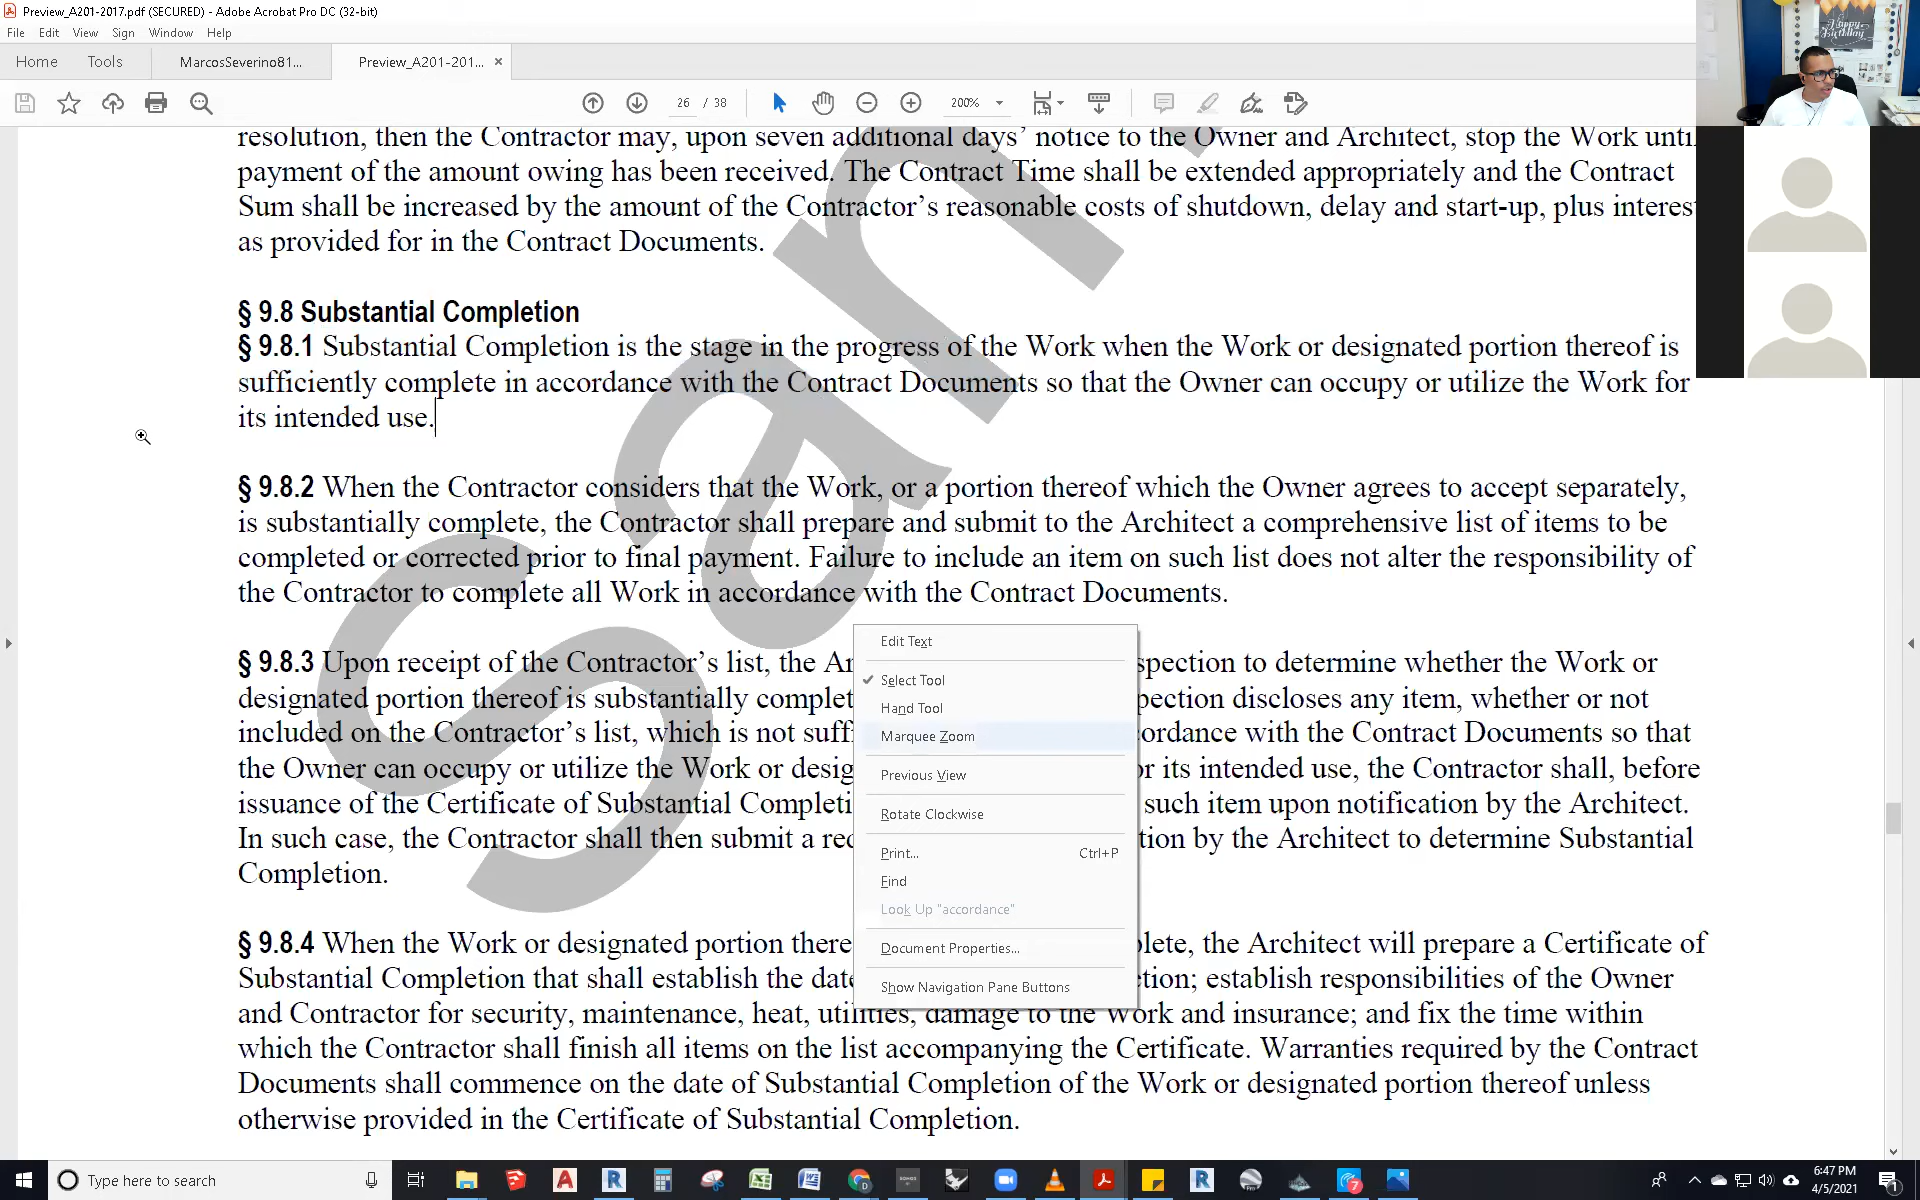 Preview_A201-2017.pdf (SECURED) - Adobe Acrobat Pro DC (32-bit)
File Edit View Sign Window Help
Home Tools MarcosSeverino81... Preview_A201-201... ×
26 / 38 200%
resolution, then the Contractor may, upon seven additional days’ notice to the Owner and Architect, stop the Work until
payment of the amount owing has been received. The Contract Time shall be extended appropriately and the Contract
Sum shall be increased by the amount of the Contractor’s reasonable costs of shutdown, delay and start-up, plus interest
as provided for in the Contract Documents.
§ 9.8 Substantial Completion
§ 9.8.1 Substantial Completion is the stage in the progress of the Work when the Work or designated portion thereof is
sufficiently complete in accordance with the Contract Documents so that the Owner can occupy or utilize the Work for
its intended use.
§ 9.8.2 When the Contractor considers that the Work, or a portion thereof which the Owner agrees to accept separately,
is substantially complete, the Contractor shall prepare and submit to the Architect a comprehensive list of items to be
completed or corrected prior to final payment. Failure to include an item on such list does not alter the responsibility of
the Contractor to complete all Work in accordance with the Contract Documents.
§ 9.8.3 Upon receipt of the Contractor’s list, the Ar spection to determine whether the Work or
designated portion thereof is substantially complet pection discloses any item, whether or not
included on the Contractor’s list, which is not suff ordance with the Contract Documents so that
the Owner can occupy or utilize the Work or desig r its intended use, the Contractor shall, before
issuance of the Certificate of Substantial Completi such item upon notification by the Architect.
In such case, the Contractor shall then submit a rec tion by the Architect to determine Substantial
Completion.
§ 9.8.4 When the Work or designated portion there lete, the Architect will prepare a Certificate of
Substantial Completion that shall establish the date etion; establish responsibilities of the Owner
and Contractor for security, maintenance, heat, utilities, damage to the Work and insurance; and fix the time within
which the Contractor shall finish all items on the list accompanying the Certificate. Warranties required by the Contract
Documents shall commence on the date of Substantial Completion of the Work or designated portion thereof unless
otherwise provided in the Certificate of Substantial Completion.
Edit Text
Select Tool
Hand Tool
Marquee Zoom
Previous View
Rotate Clockwise
Print... Ctrl+P
Find
Look Up "accordance"
Document Properties...
Show Navigation Pane Buttons
San
Happy
Birthday
Type here to search
6:47 PM
4/5/2021